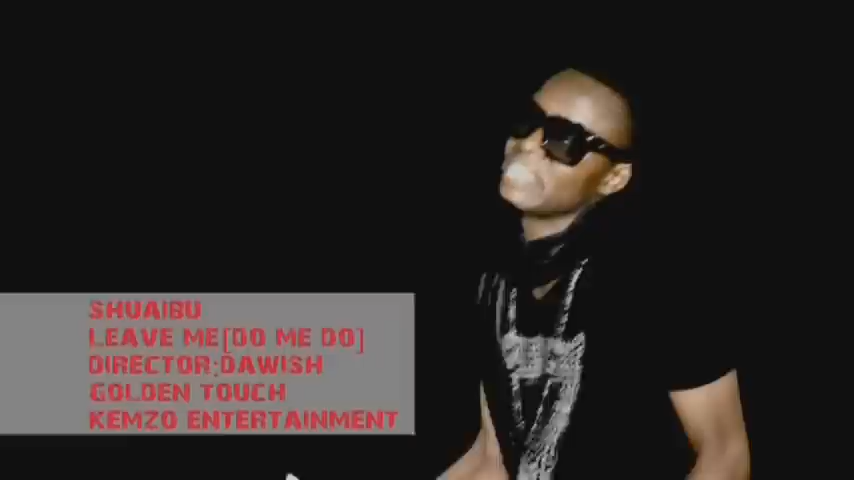 SHUAIBU
LEAVE ME[DO ME DO]
DIRECTOR;DAWISH
GOLDEN TOUCH
KEMZO ENTERTAINMENT